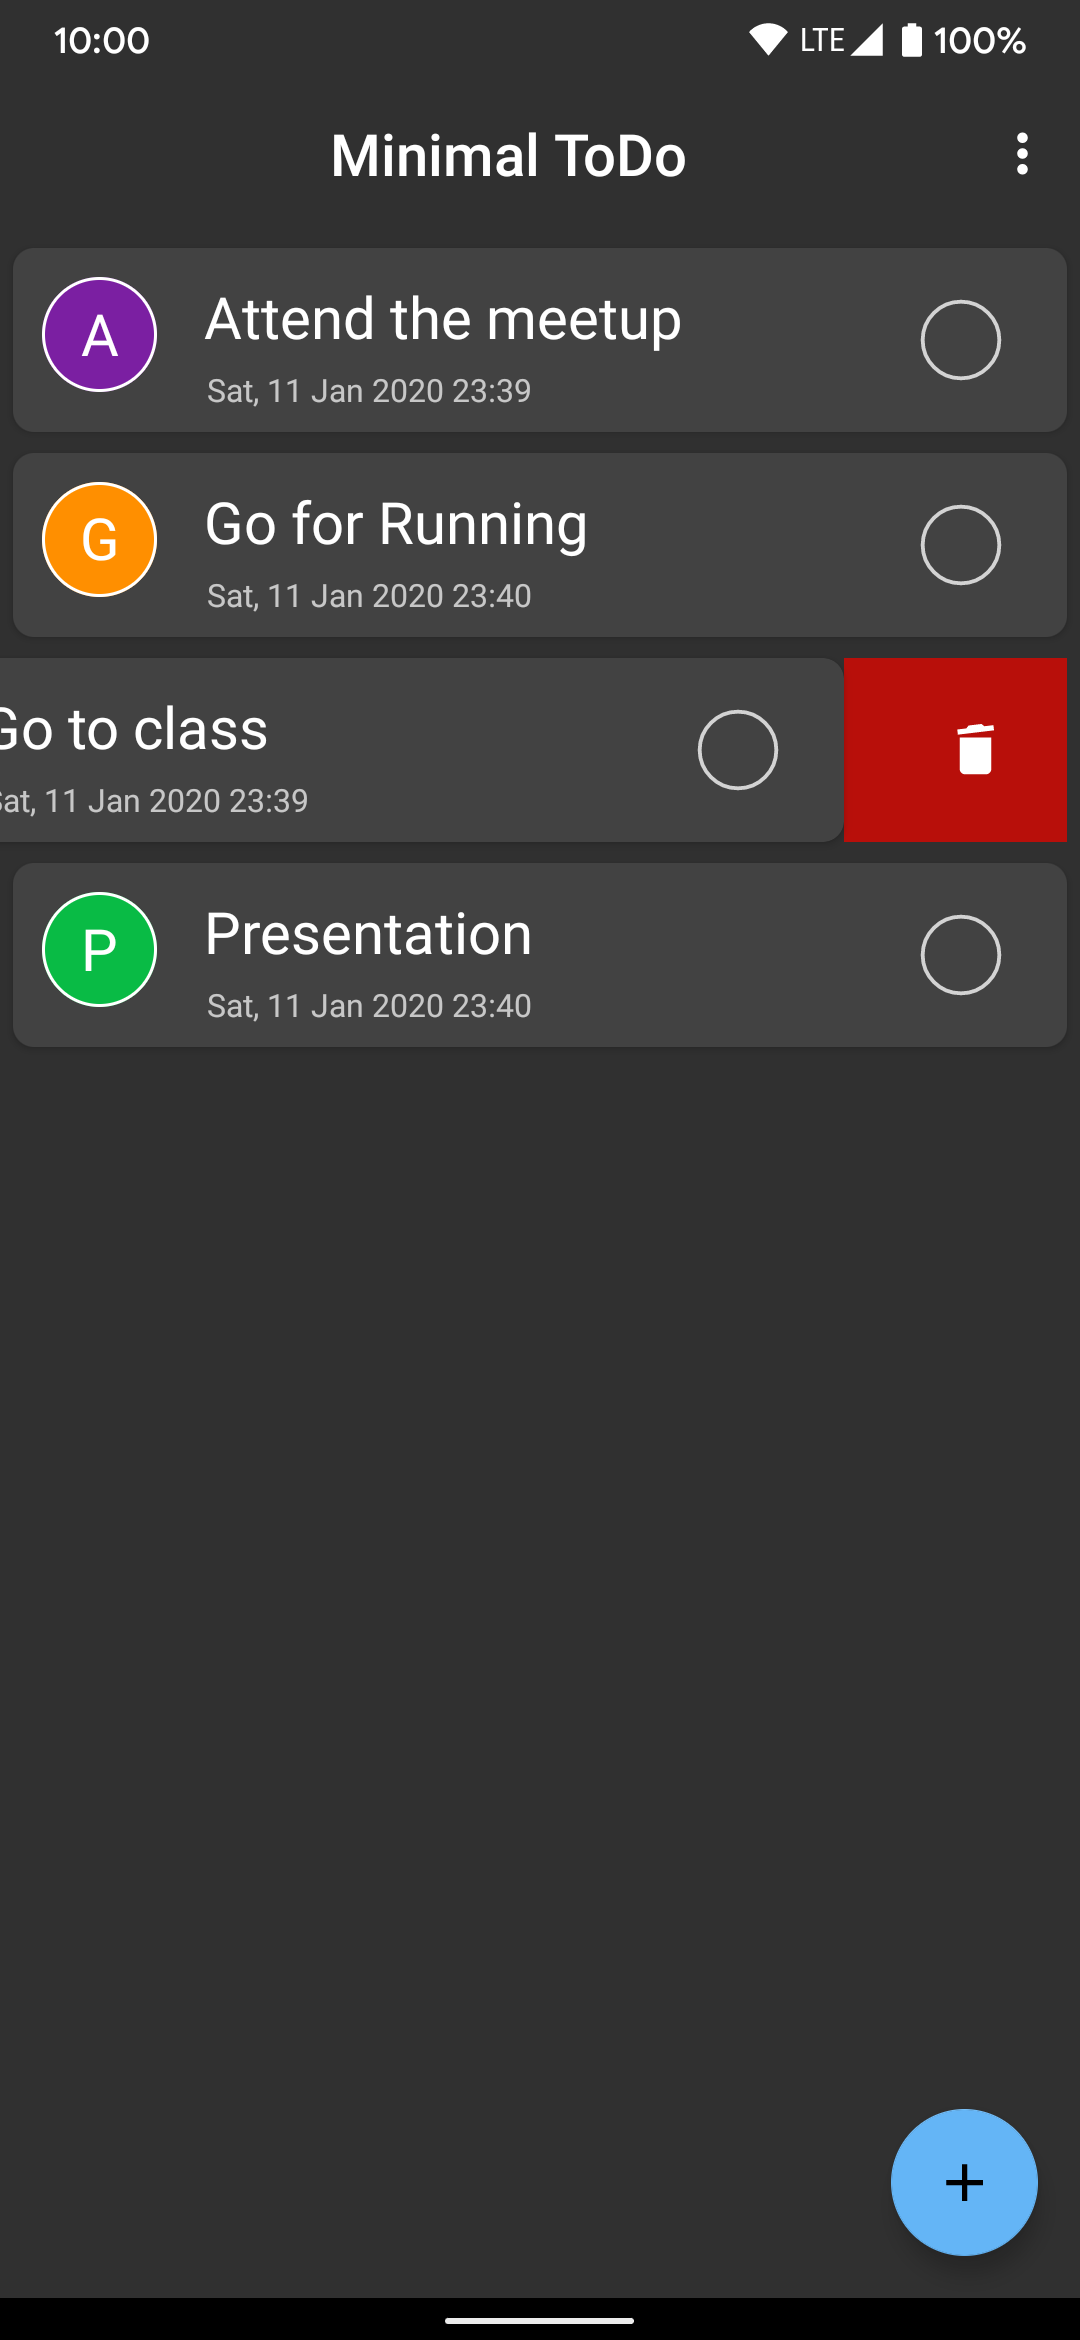 10:00 LTE 100%
Minimal ToDo
A Attend the meetup
Sat, 11 Jan 2020 23:39
G Go for Running
Sat, 11 Jan 2020 23:40
Go to class
Sat, 11 Jan 2020 23:39
P Presentation
Sat, 11 Jan 2020 23:40
+